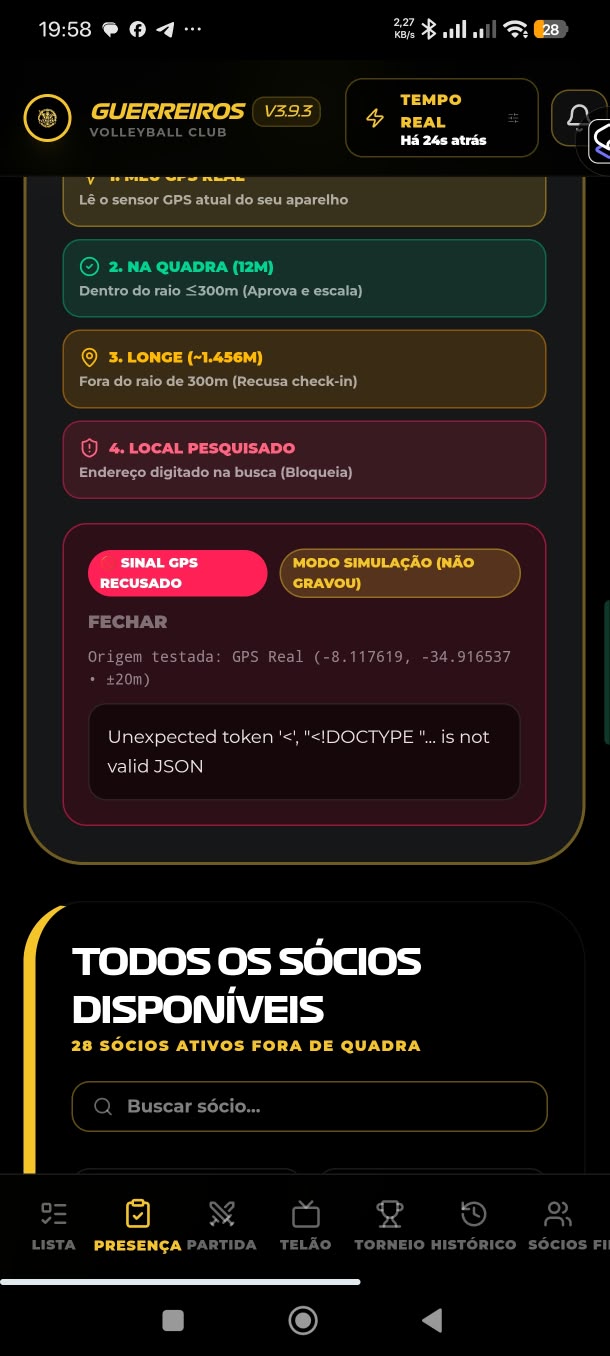 19:58
2,27
KB/s
28
GUERREIROS V3.9.3
VOLLEYBALL CLUB
TEMPO
REAL
Há 24s atrás
1. MEU GPS REAL
Lê o sensor GPS atual do seu aparelho
2. NA QUADRA (12M)
Dentro do raio ≤300m (Aprova e escala)
3. LONGE (~1.456M)
Fora do raio de 300m (Recusa check-in)
4. LOCAL PESQUISADO
Endereço digitado na busca (Bloqueia)
SINAL GPS
RECUSADO
MODO SIMULAÇÃO (NÃO
GRAVOU)
FECHAR
Origem testada: GPS Real (-8.117619, -34.916537
• ±20m)
Unexpected token '<', "<!DOCTYPE "... is not
valid JSON
TODOS OS SÓCIOS
DISPONÍVEIS
28 SÓCIOS ATIVOS FORA DE QUADRA
Buscar sócio...
LISTA PRESENÇA PARTIDA TELÃO TORNEIO HISTÓRICO SÓCIOS FI